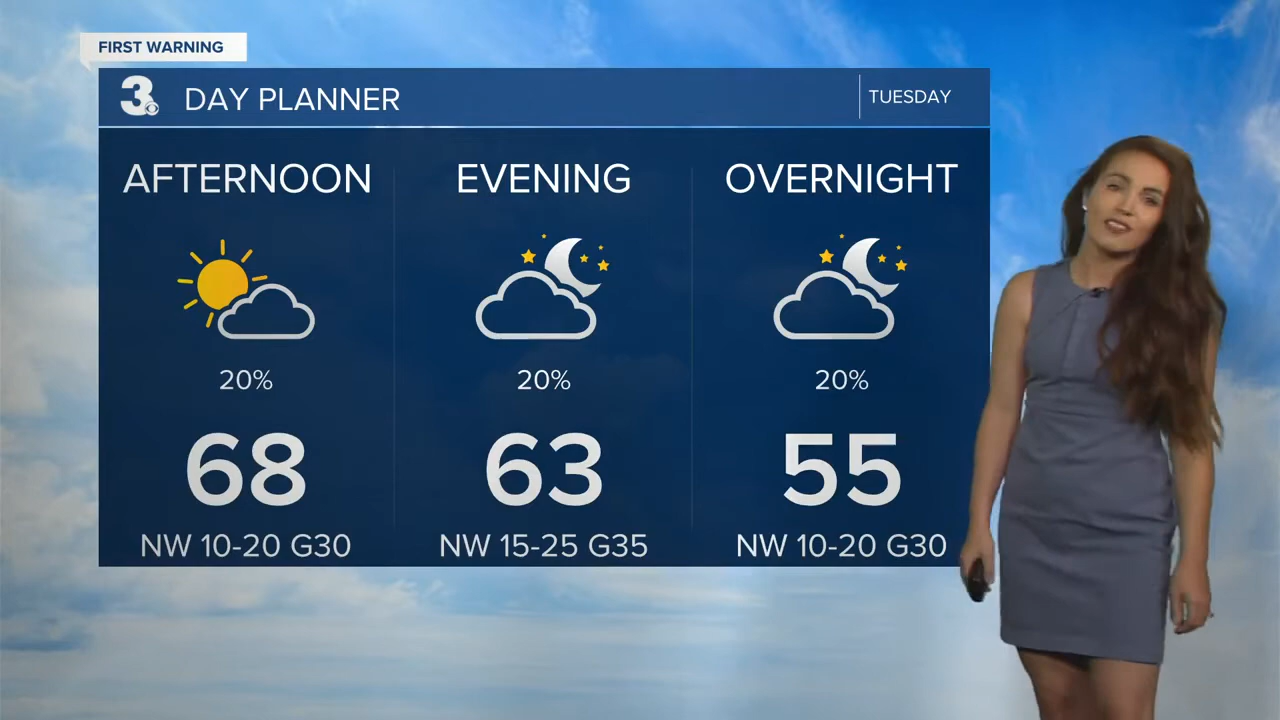 FIRST WARNING
3 DAY PLANNER
TUESDAY
AFTERNOON
20%
68
NW 10-20 G30
EVENING
20%
63
NW 15-25 G35
OVERNIGHT
20%
55
NW 10-20 G30